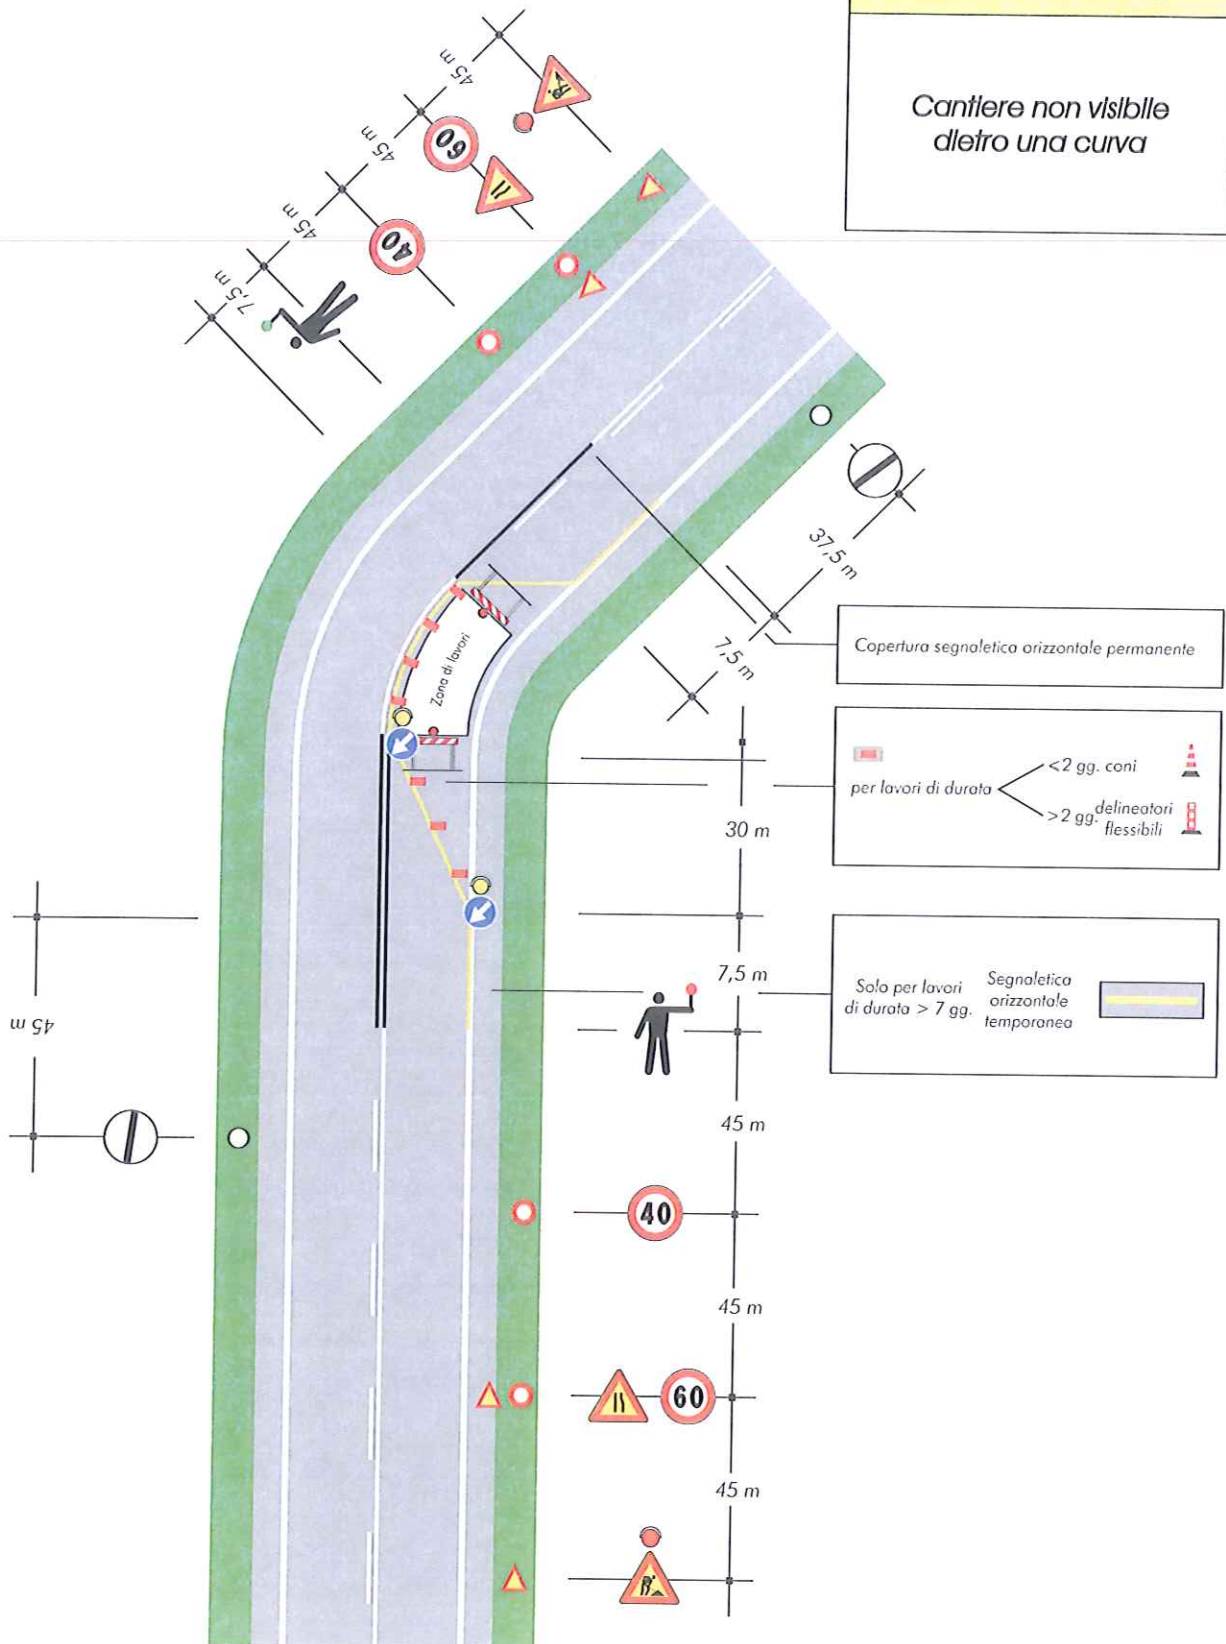 Cantiere non visibile
dietro una curva
45 m
60
45 m
40
45 m
7,5 m
37,5 m
7,5 m
Copertura segnaletica orizzontale permanente
Zona di lavori
per lavori di durata
<2 gg. coni
>2 gg. delineatori
flessibili
30 m
7,5 m
Solo per lavori
di durata > 7 gg.
Segnaletica
orizzontale
temporanea
45 m
45 m
40
45 m
60
45 m